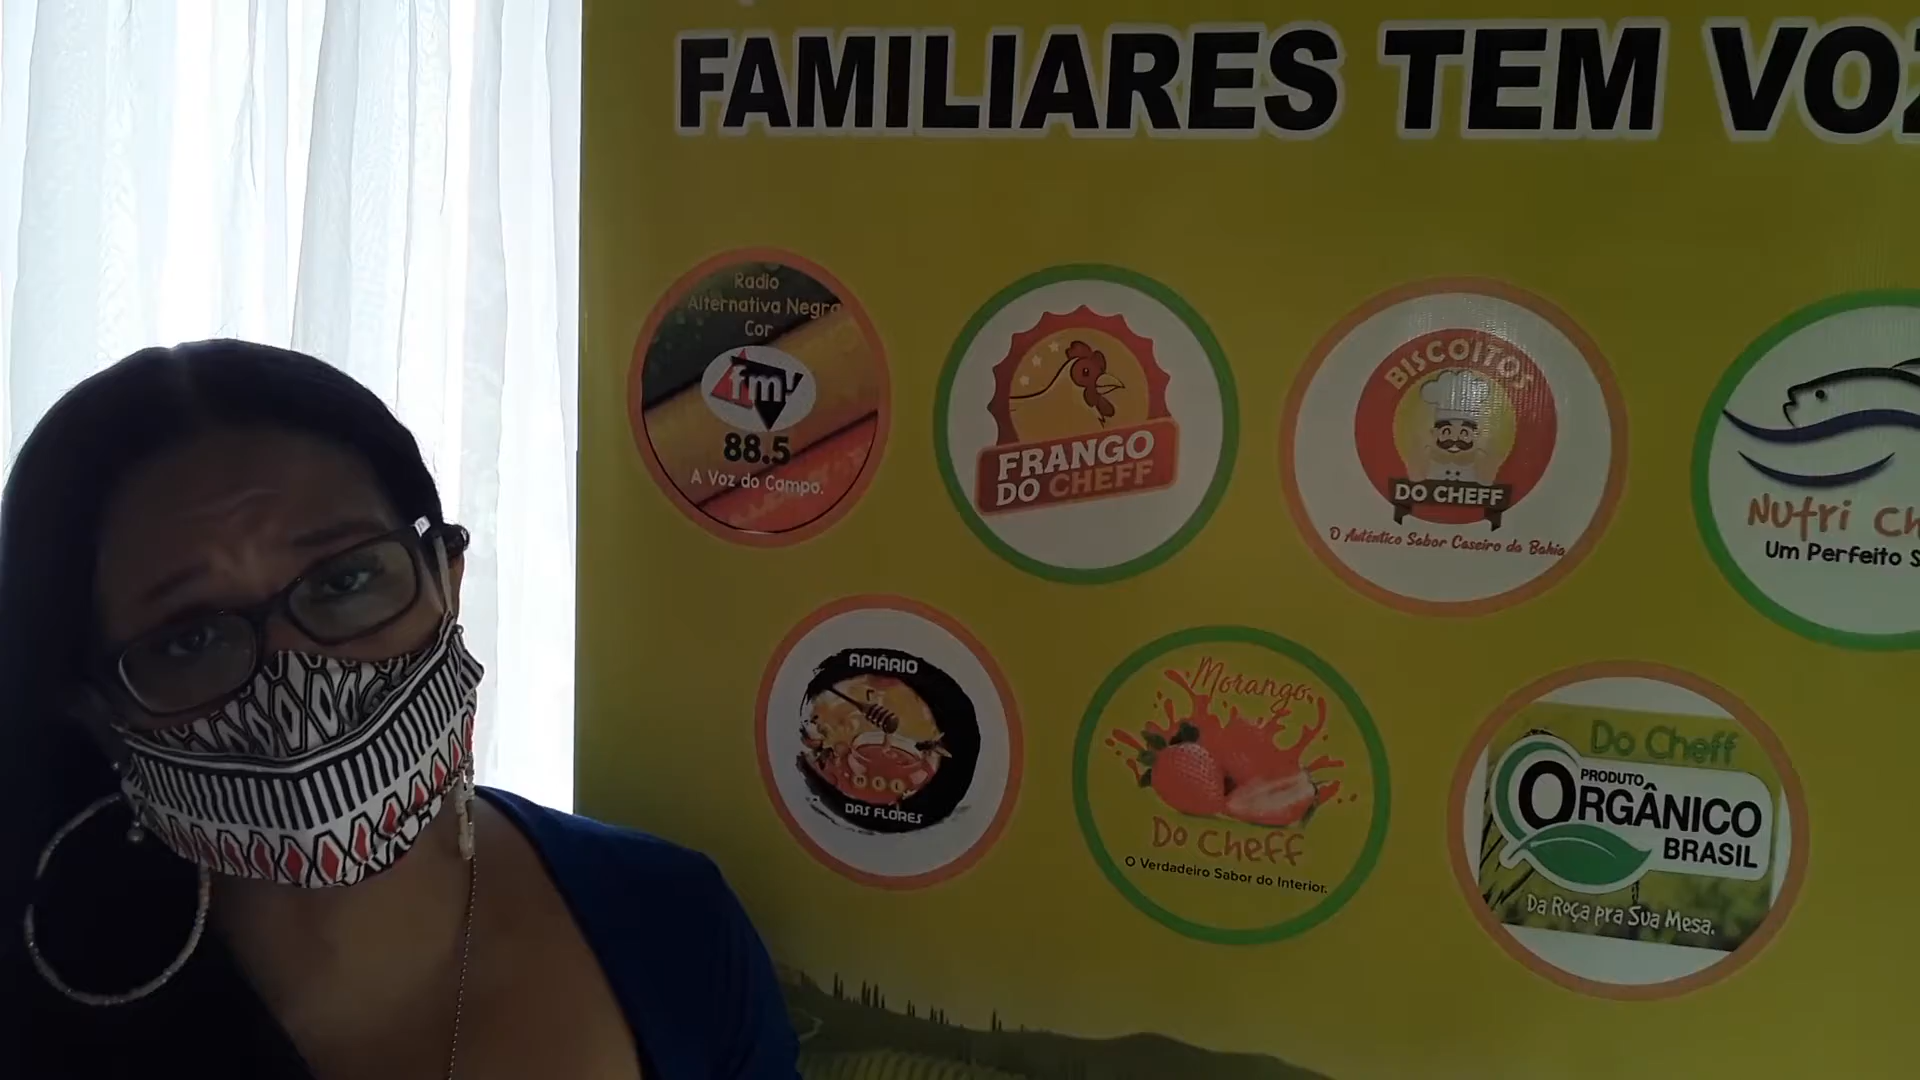 FAMILIARES TEM VOZ
Radio
Alternativa Negra
Cor
fm
88.5
A Voz do Campo.
FRANGO
DO CHEFF
BISCOITOS
DO CHEFF
O Autêntico Sabor Caseiro da Bahia
Nutri
Um Perfeito
APIÁRIO
MEL
DAS FLORES
Morango
Do Cheff
O Verdadeiro Sabor do Interior.
Do Cheff
PRODUTO
ORGÂNICO
BRASIL
Da Roça pra Sua Mesa.